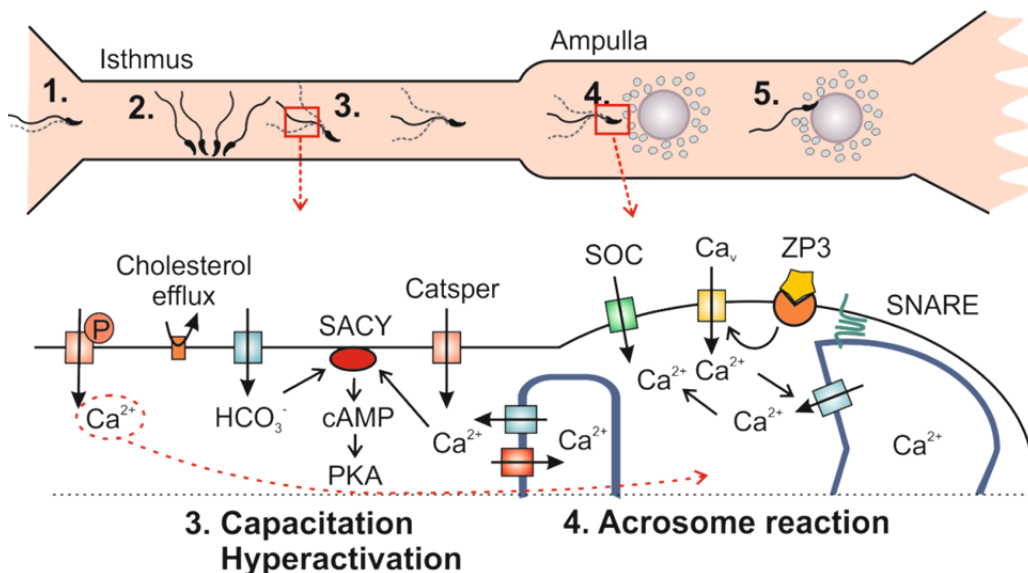 Isthmus
Ampulla
1.
2.
3.
4.
5.
Cholesterol
efflux
Catsper
SACY
P
Ca2+
HCO3-
cAMP
PKA
Ca2+
Ca2+
SOC
Cav
ZP3
SNARE
Ca2+
Ca2+
Ca2+
Ca2+
3. Capacitation
Hyperactivation
4. Acrosome reaction